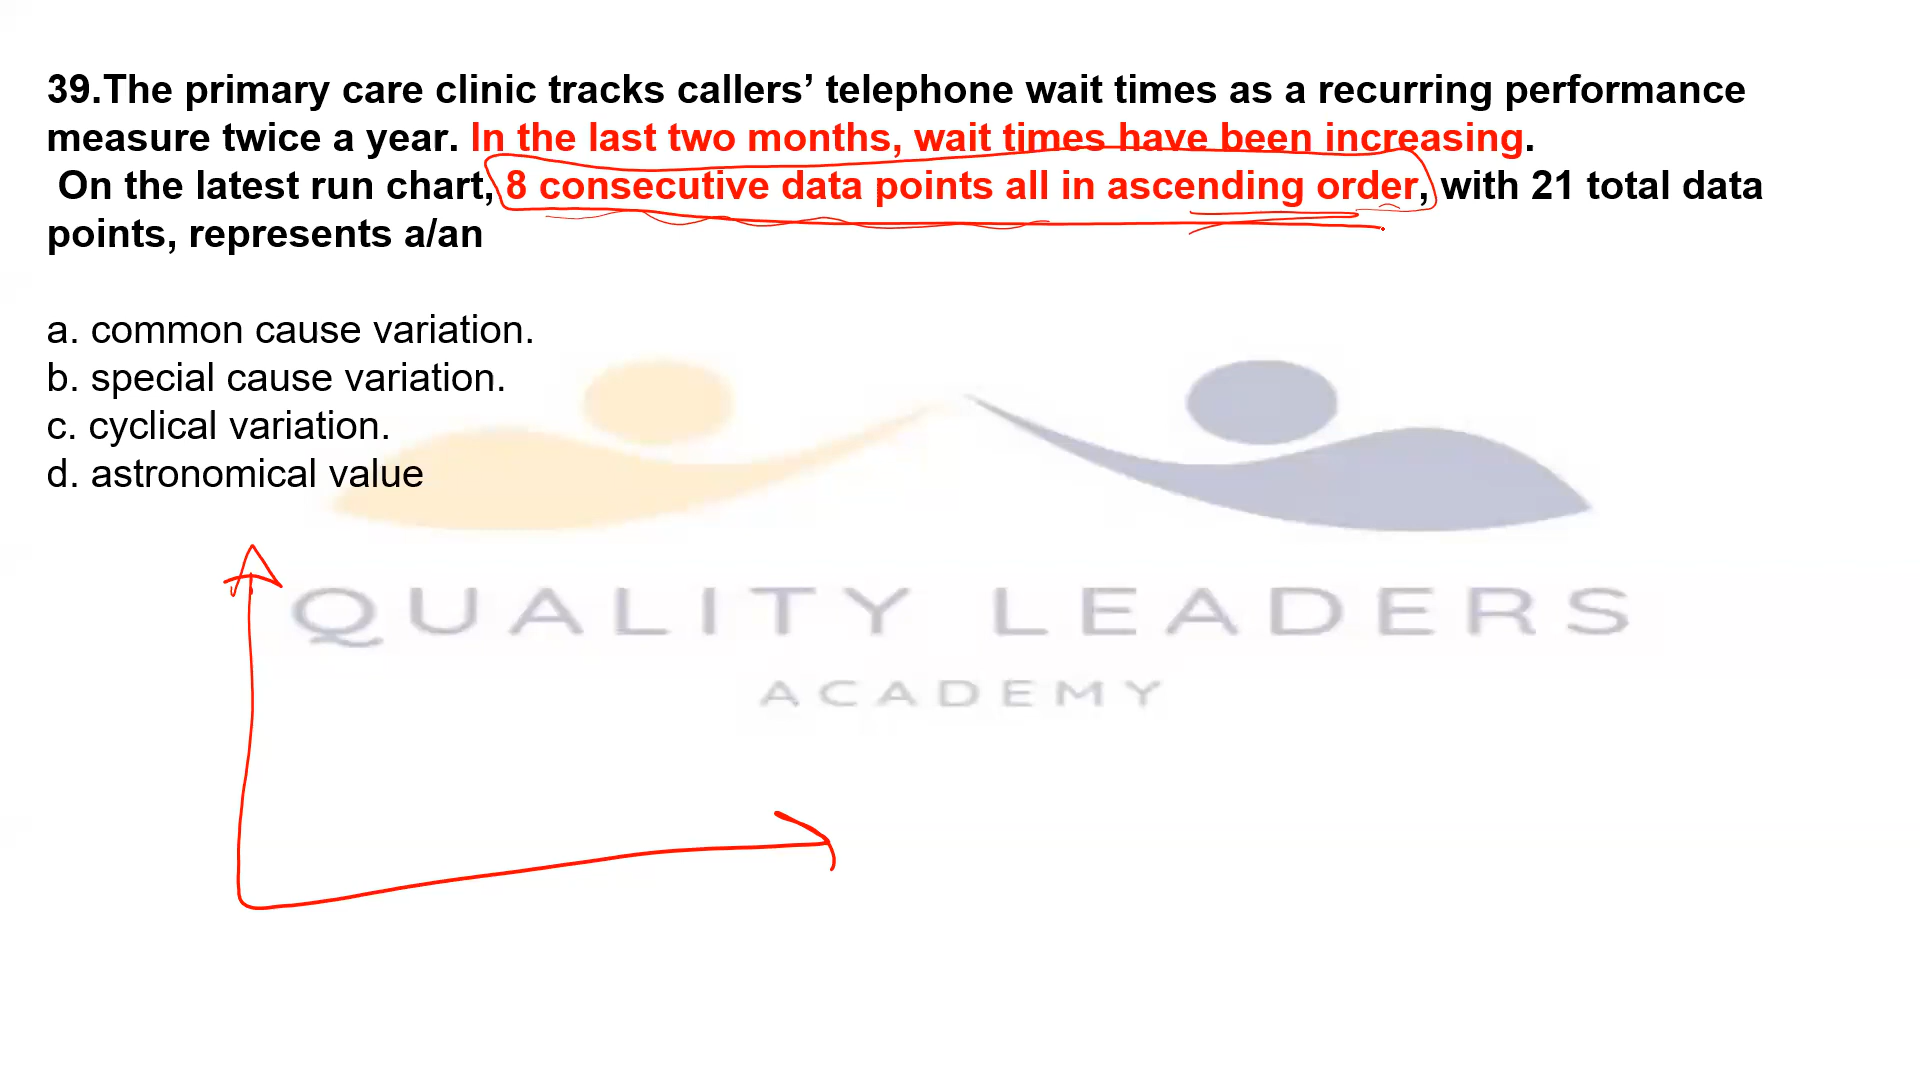 39.The primary care clinic tracks callers’ telephone wait times as a recurring performance
measure twice a year. In the last two months, wait times have been increasing.
On the latest run chart, 8 consecutive data points all in ascending order, with 21 total data
points, represents a/an
a. common cause variation.
b. special cause variation.
c. cyclical variation.
d. astronomical value
QUALITY LEADERS
ACADEMY